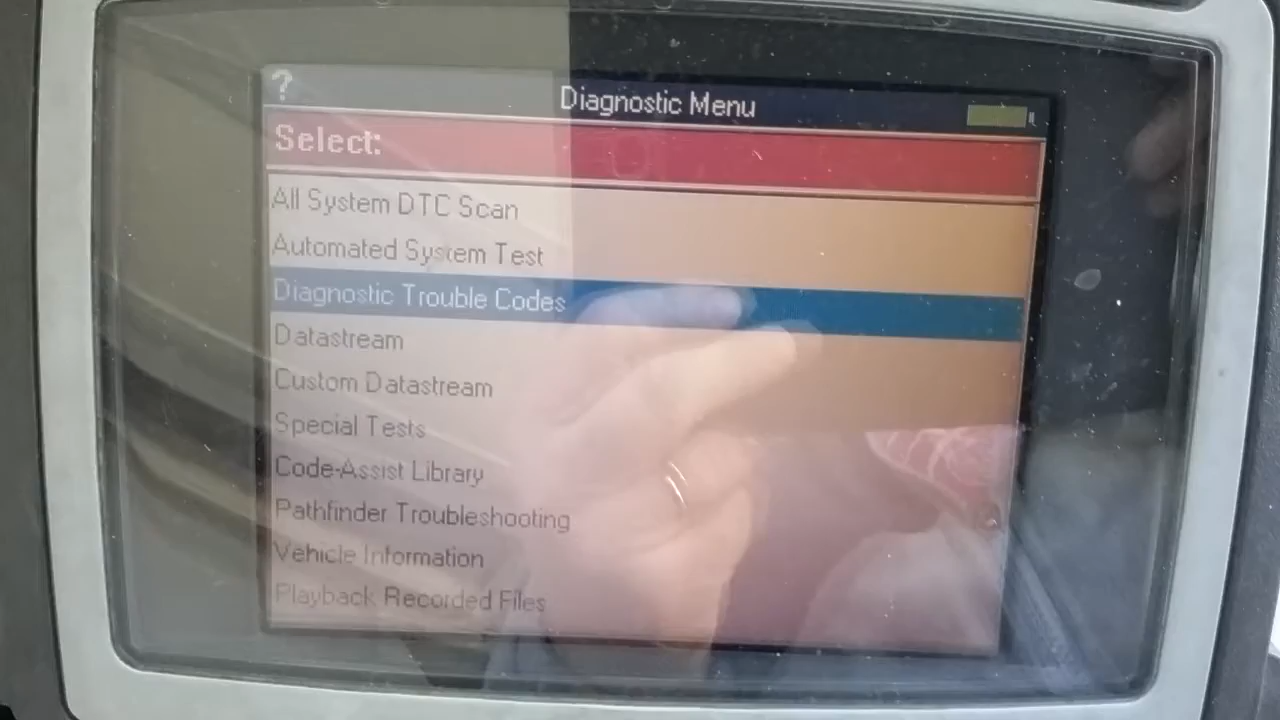 ?
Diagnostic Menu
Select:
All System DTC Scan
Automated System Test
Diagnostic Trouble Codes
Datastream
Custom Datastream
Special Tests
Code-Assist Library
Pathfinder Troubleshooting
Vehicle Information
Playback Recorded Files